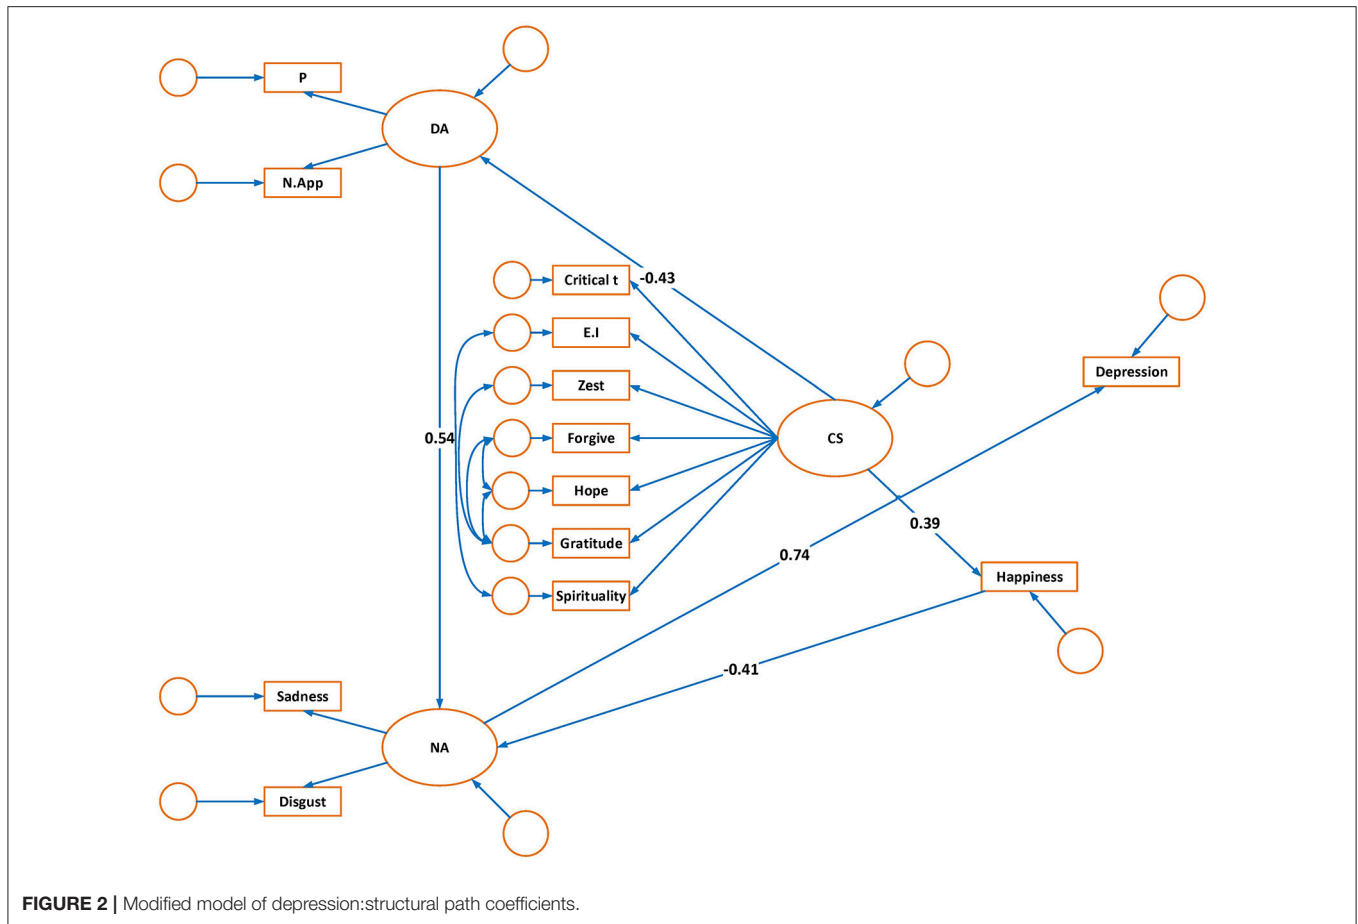 P
DA
N.App
Critical t
-0.43
E.I
Depression
Zest
0.54
Forgive
CS
Hope
0.39
Gratitude
0.74
Happiness
Spirituality
-0.41
Sadness
NA
Disgust
FIGURE 2 | Modified model of depression:structural path coefficients.